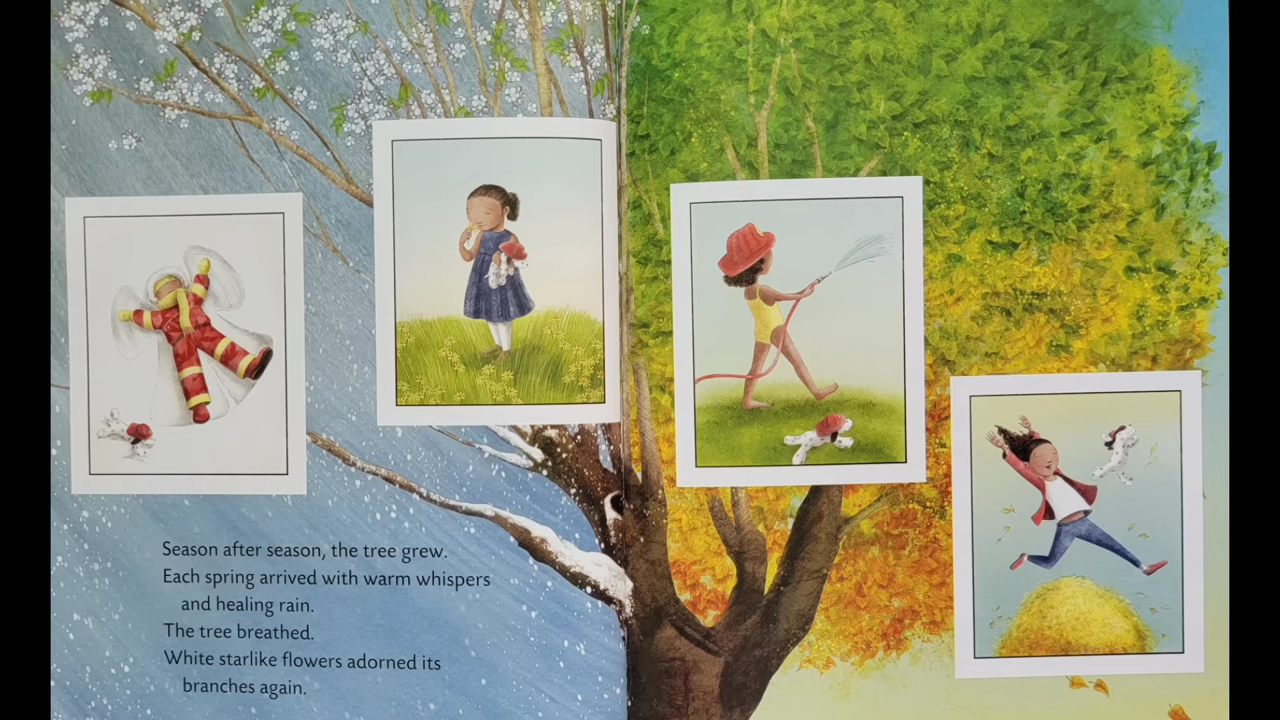 Season after season, the tree grew.
Each spring arrived with warm whispers
and healing rain.
The tree breathed.
White starlike flowers adorned its
branches again.